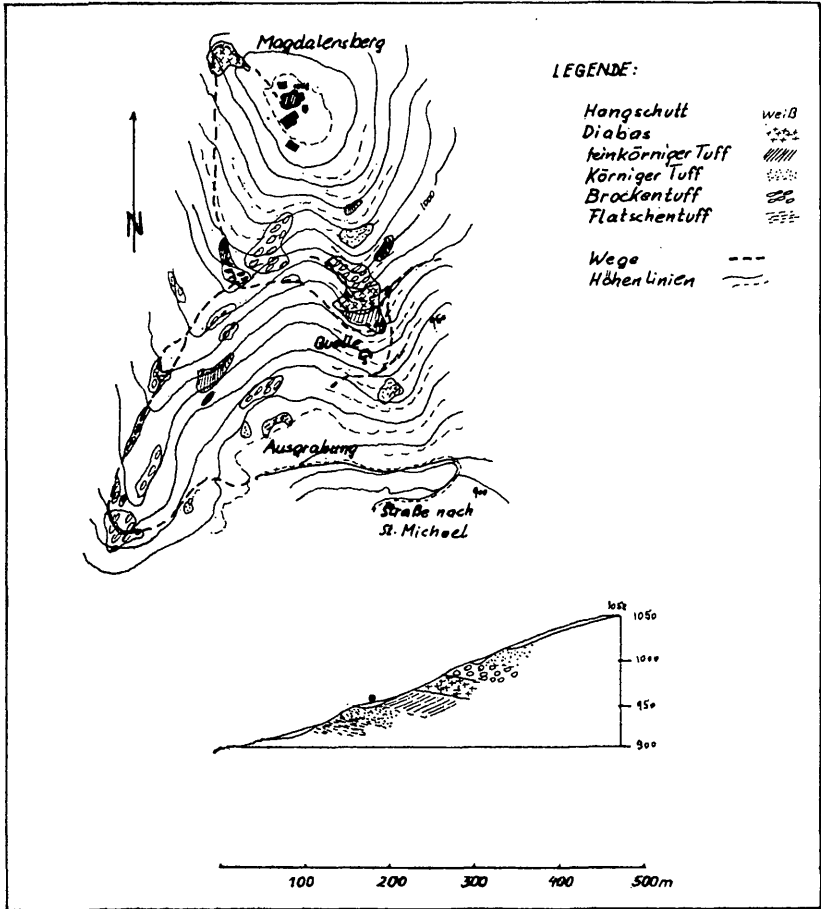 Magdalensberg
N
1000
Quelle
Ausgrabung
900
Straße nach
St. Michael
LEGENDE:
Hangschutt weiß
Diabas
feinkörniger Tuff
Körniger Tuff
Brockentuff
Flatschentuff
Wege
Höhenlinien
1058
1050
1000
950
900
100 200 300 400 500m